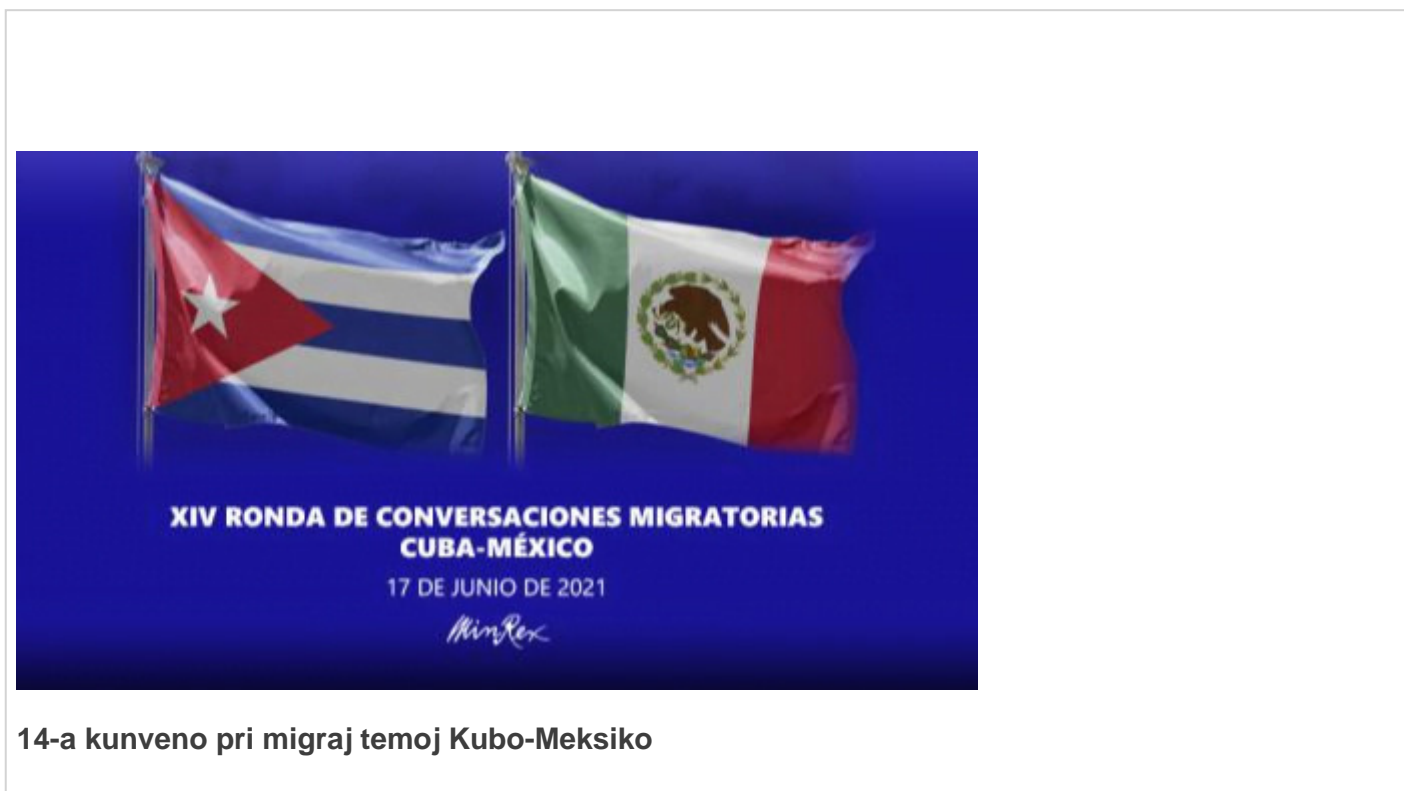 XIV RONDA DE CONVERSACIONES MIGRATORIAS
CUBA-MÉXICO
17 DE JUNIO DE 2021
MinRex
14-a kunveno pri migraj temoj Kubo-Meksiko